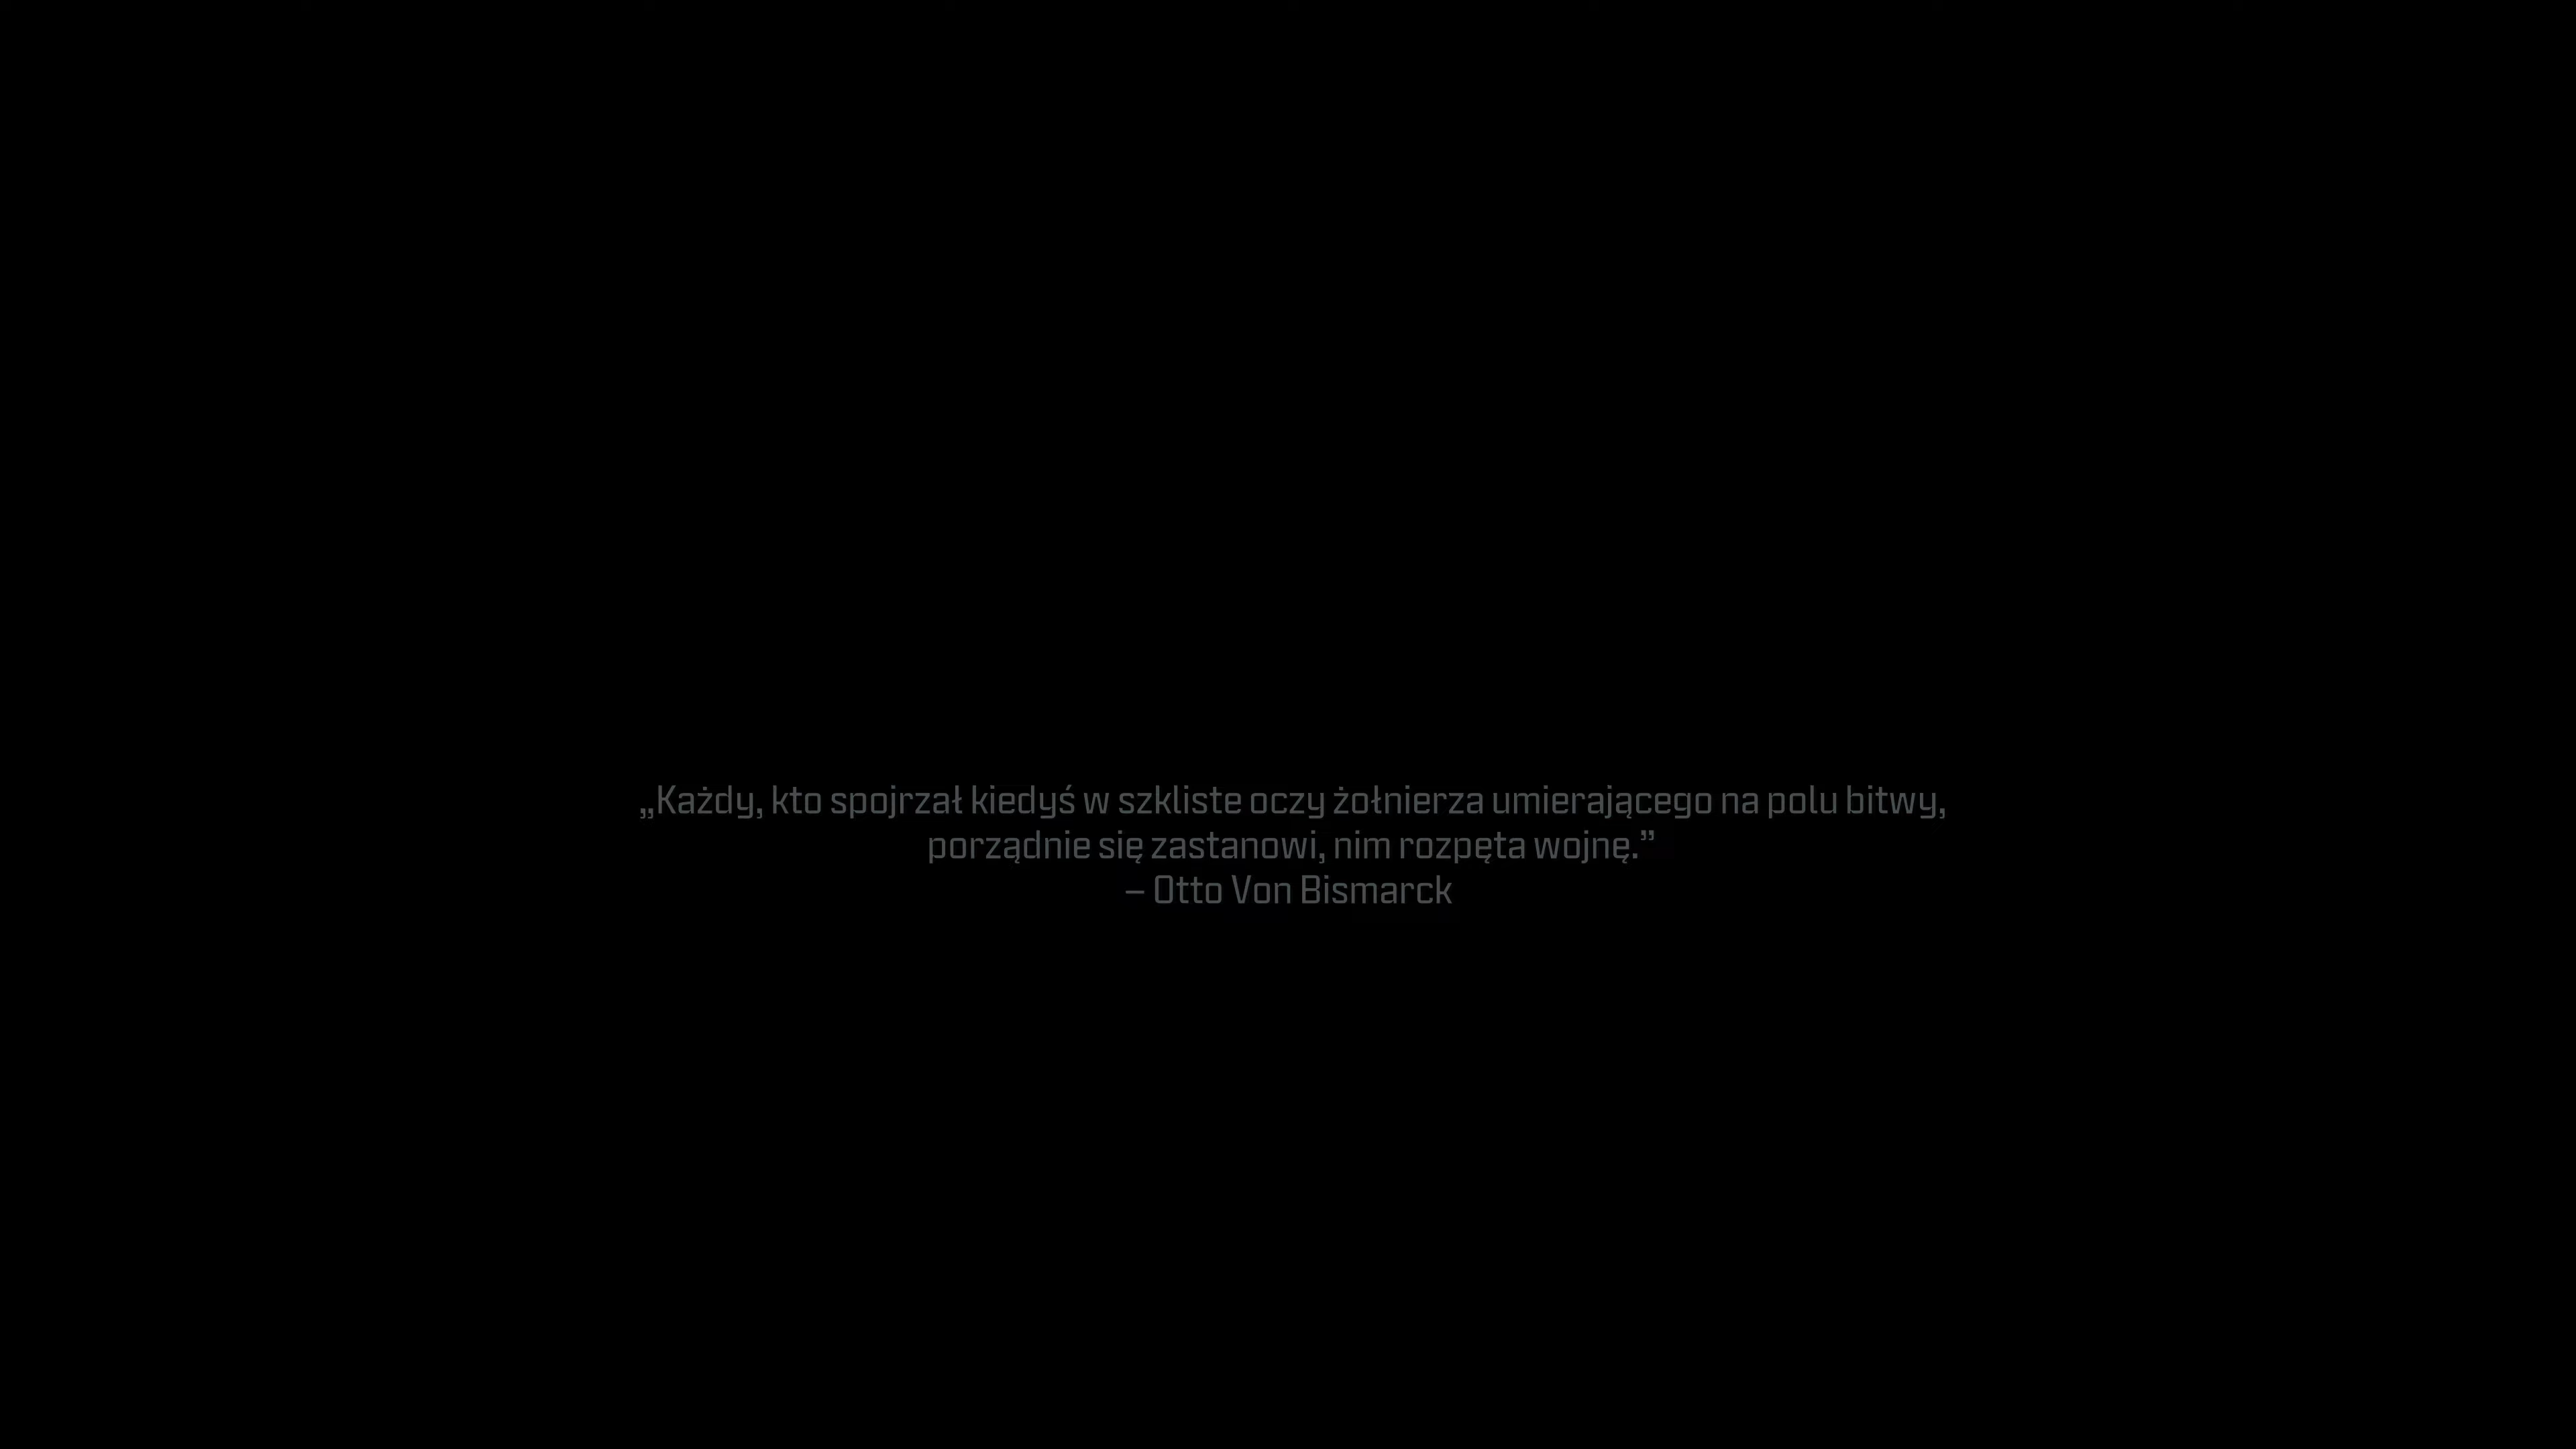 „Każdy, kto spojrzał kiedyś w szkliste oczy żołnierza umierającego na polu bitwy,
porządnie się zastanowi, nim rozpęta wojnę.”
– Otto Von Bismarck